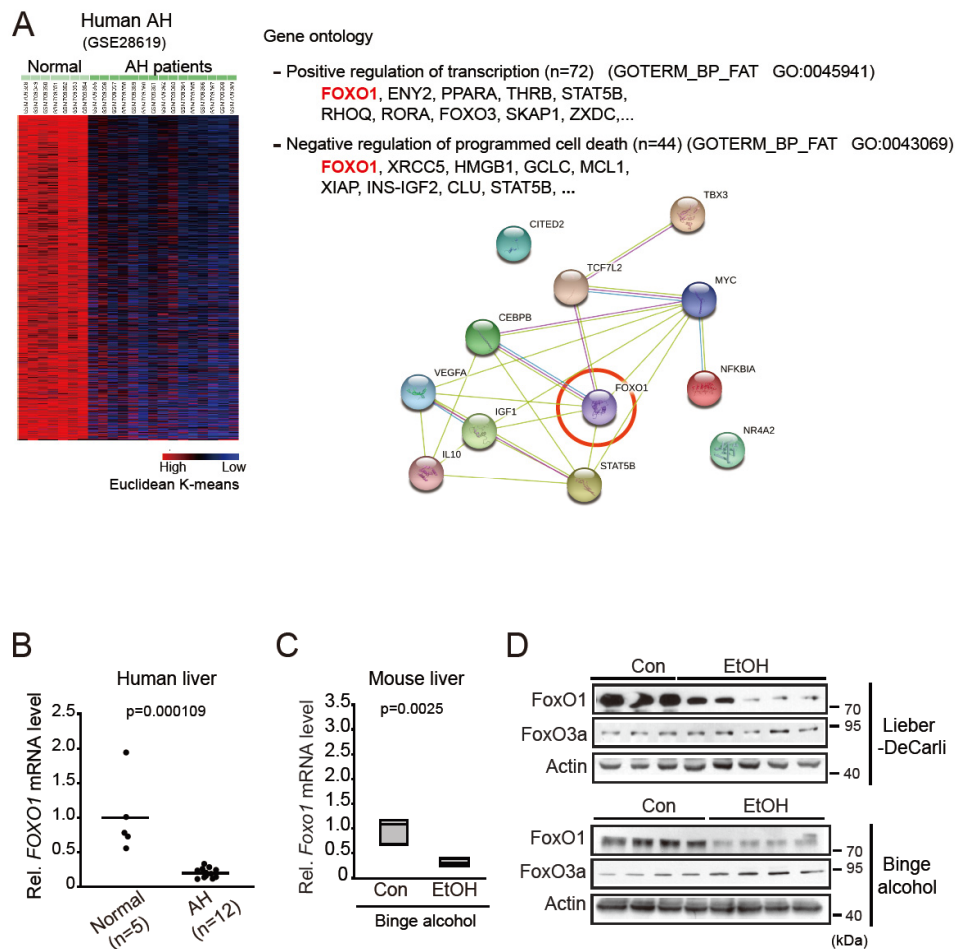 A
Human AH
(GSE28619)
Normal AH patients
High Low
Euclidean K-means
Gene ontology
– Positive regulation of transcription (n=72) (GOTERM_BP_FAT GO:0045941)
FOXO1, ENY2, PPARA, THRB, STAT5B,
RHOQ, RORA, FOXO3, SKAP1, ZXDC,...
– Negative regulation of programmed cell death (n=44) (GOTERM_BP_FAT GO:0043069)
FOXO1, XRCC5, HMGB1, GCLC, MCL1,
XIAP, INS-IGF2, CLU, STAT5B, ...
TBX3
CITED2
TCF7L2
MYC
CEBPB
VEGFA
FOXO1
NFKBIA
IGF1
NR4A2
IL10
STAT5B
B
Human liver
p=0.000109
Rel. FOXO1 mRNA level
2.5
2.0
1.5
1.0
0.5
0
Normal
(n=5)
AH
(n=12)
C
Mouse liver
p=0.0025
Rel. Foxo1 mRNA level
3.5
3.0
2.5
2.0
1.5
1.0
0.5
0.0
Con EtOH
Binge alcohol
D
Con EtOH
FoxO1
70
FoxO3a
95
Actin
40
Lieber
-DeCarli
Con EtOH
FoxO1
70
FoxO3a
95
Actin
40
Binge
alcohol
(kDa)